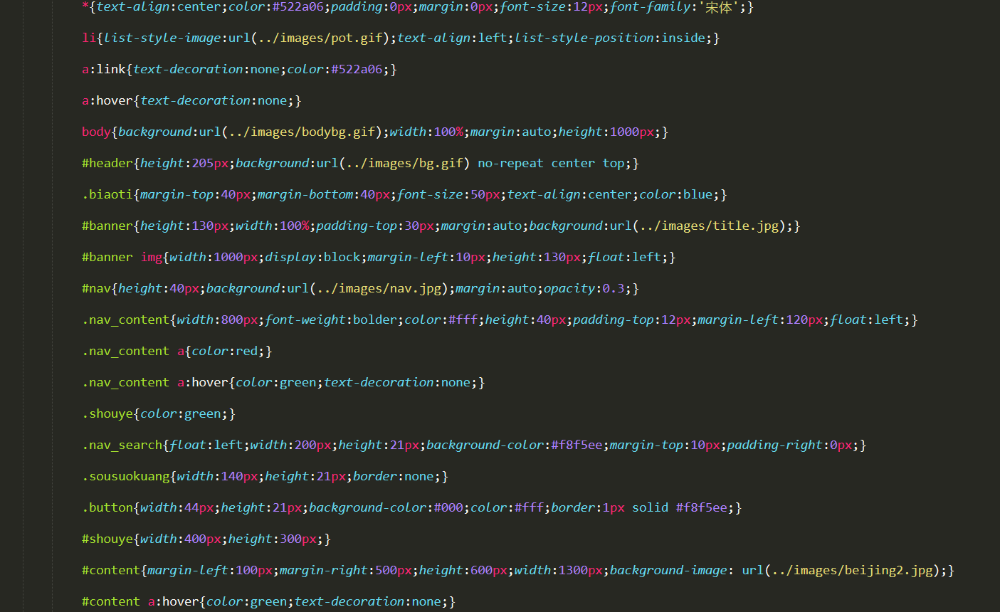 *{text-align:center;color:#522a06;padding:0px;margin:0px;font-size:12px;font-family:'宋体';}
li{list-style-image:url(../images/pot.gif);text-align:left;list-style-position:inside;}
a:link{text-decoration:none;color:#522a06;}
a:hover{text-decoration:none;}
body{background:url(../images/bodybg.gif);width:100%;margin:auto;height:1000px;}
#header{height:205px;background:url(../images/bg.gif) no-repeat center top;}
.biaoti{margin-top:40px;margin-bottom:40px;font-size:50px;text-align:center;color:blue;}
#banner{height:130px;width:100%;padding-top:30px;margin:auto;background:url(../images/title.jpg);}
#banner img{width:1000px;display:block;margin-left:10px;height:130px;float:left;}
#nav{height:40px;background:url(../images/nav.jpg);margin:auto;opacity:0.3;}
.nav_content{width:800px;font-weight:bolder;color:#fff;height:40px;padding-top:12px;margin-left:120px;float:left;}
.nav_content a{color:red;}
.nav_content a:hover{color:green;text-decoration:none;}
.shouye{color:green;}
.nav_search{float:left;width:200px;height:21px;background-color:#f8f5ee;margin-top:10px;padding-right:0px;}
.sousuokuang{width:140px;height:21px;border:none;}
.button{width:44px;height:21px;background-color:#000;color:#fff;border:1px solid #f8f5ee;}
#shouye{width:400px;height:300px;}
#content{margin-left:100px;margin-right:500px;height:600px;width:1300px;background-image: url(../images/beijing2.jpg);}
#content a:hover{color:green;text-decoration:none;}